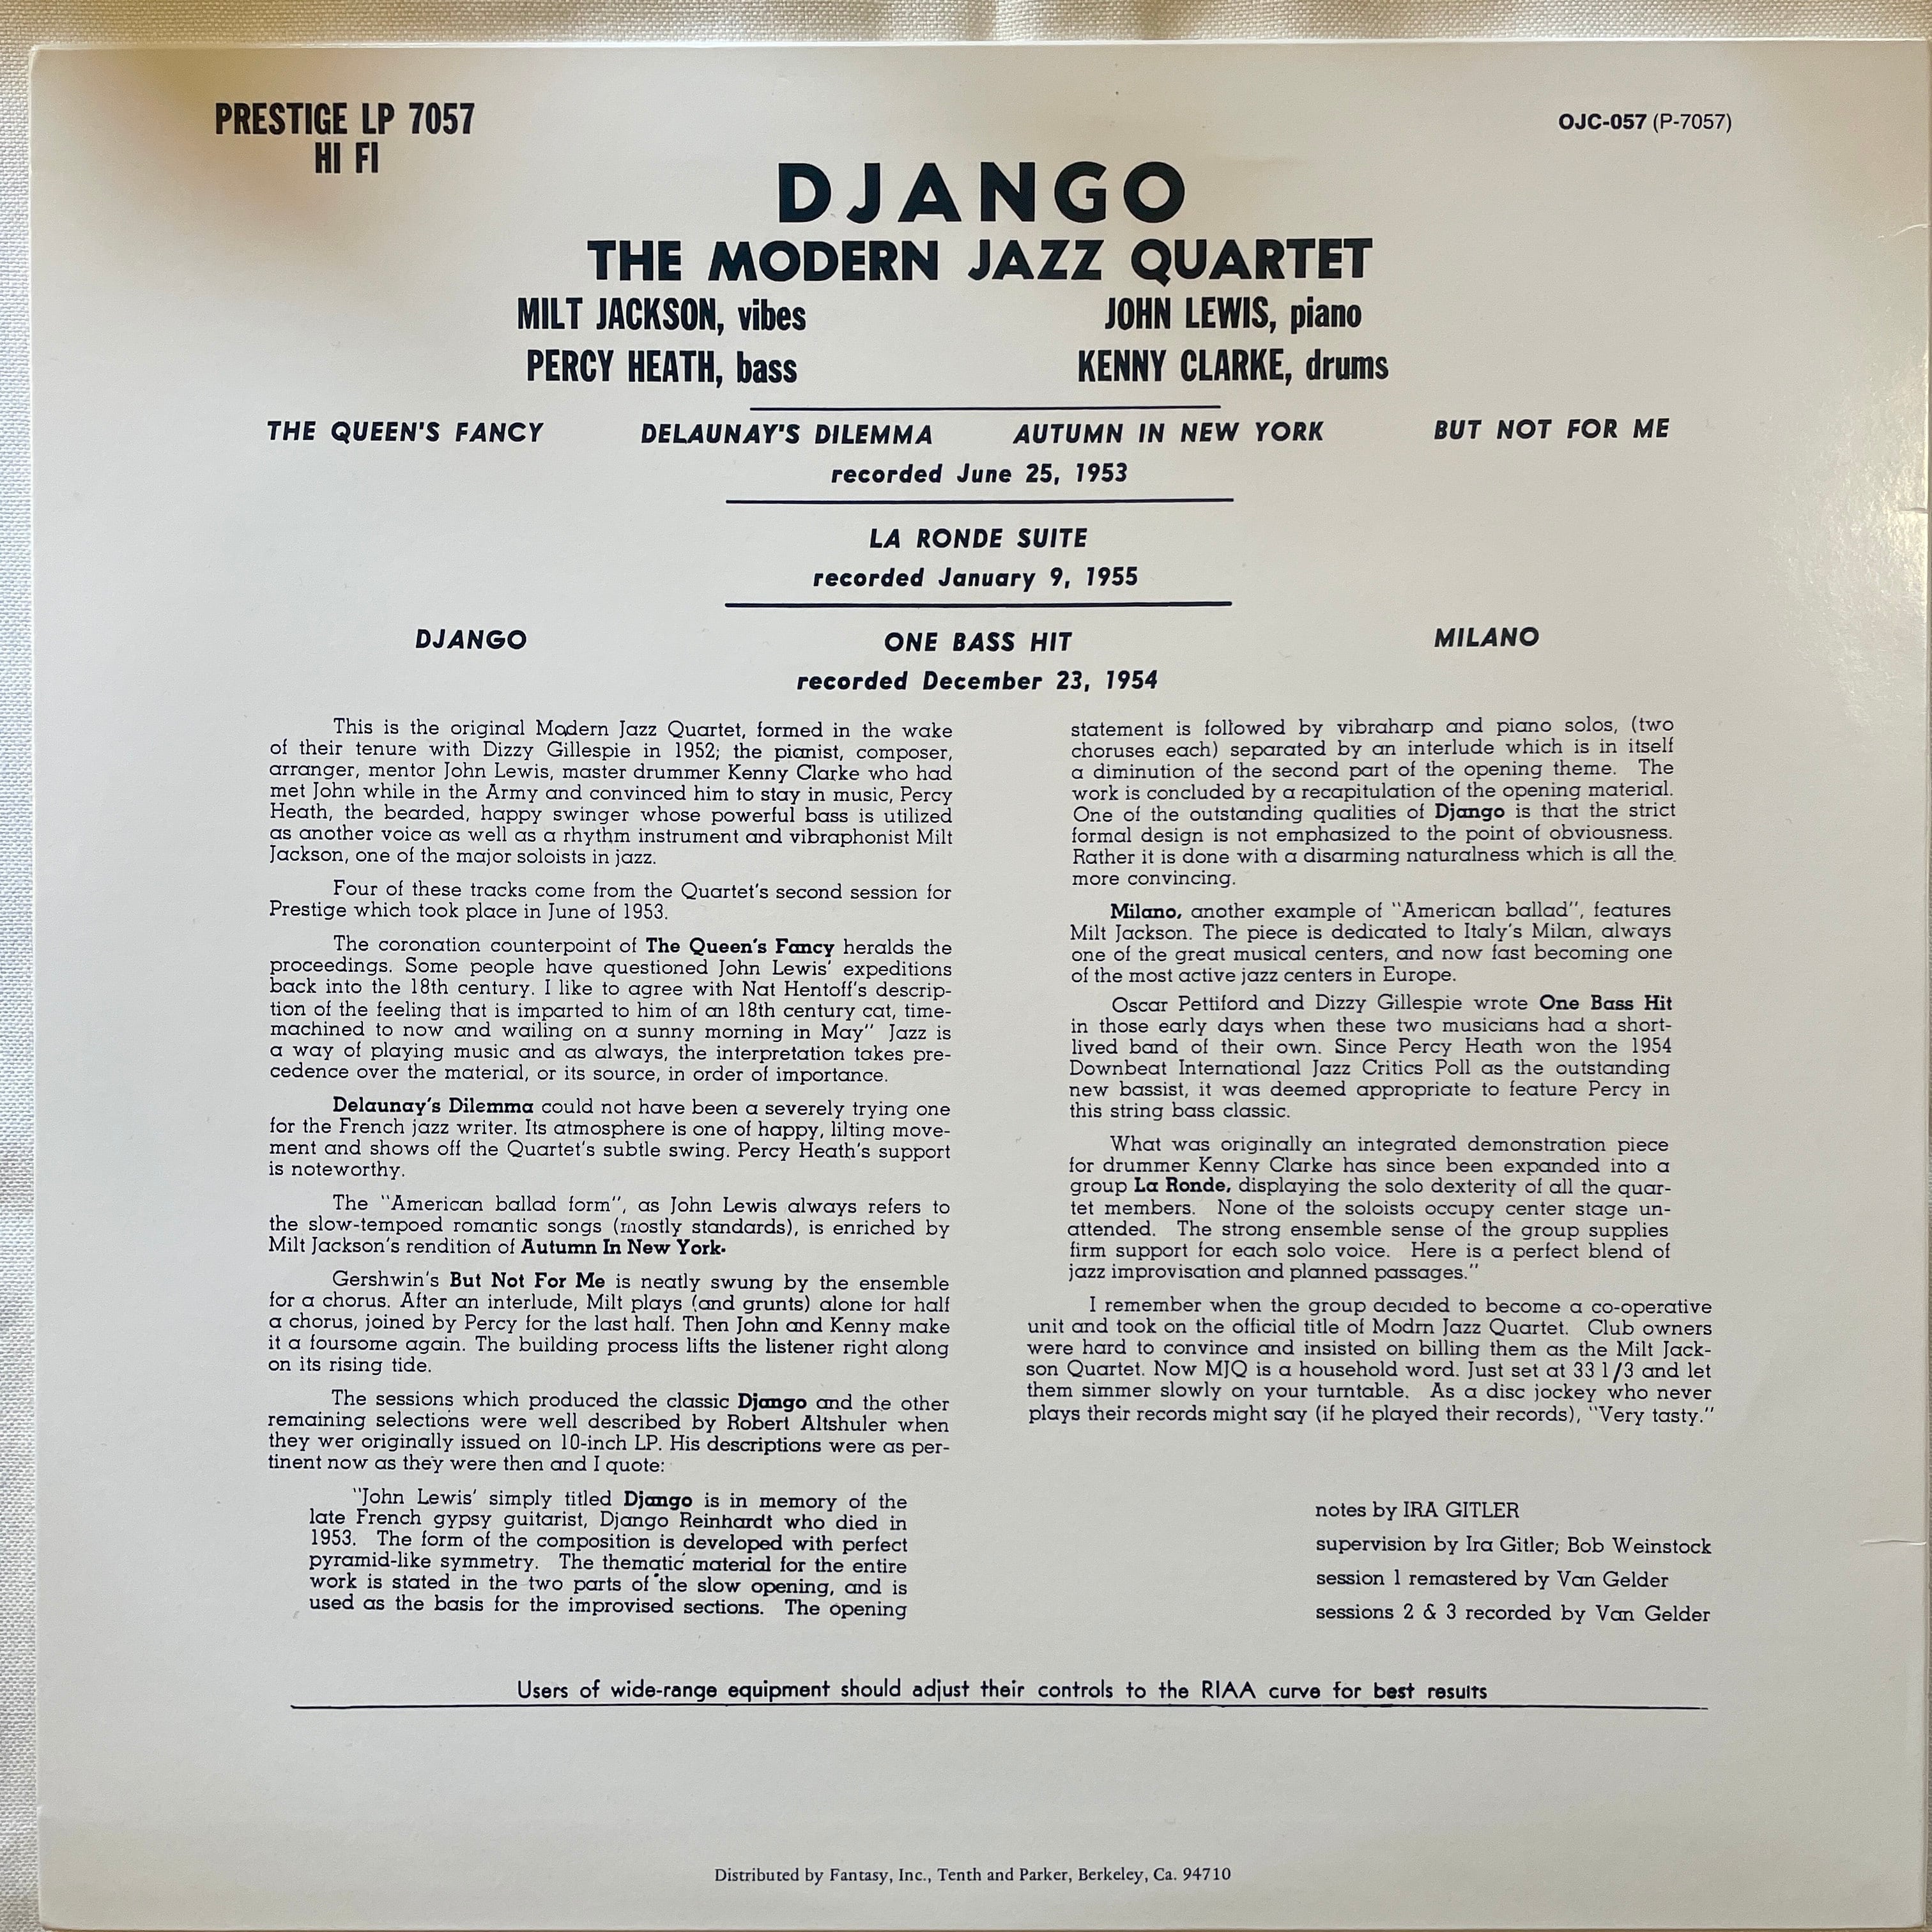 PRESTIGE LP 7057
HI FI
OJC-057 (P-7057)
DJANGO
THE MODERN JAZZ QUARTET
MILT JACKSON, vibes
JOHN LEWIS, piano
PERCY HEATH, bass
KENNY CLARKE, drums
THE QUEEN'S FANCY DELAUNAY'S DILEMMA AUTUMN IN NEW YORK BUT NOT FOR ME
recorded June 25, 1953
LA RONDE SUITE
recorded January 9, 1955
DJANGO ONE BASS HIT MILANO
recorded December 23, 1954
This is the original Modern Jazz Quartet, formed in the wake
of their tenure with Dizzy Gillespie in 1952; the pianist, composer,
arranger, mentor John Lewis, master drummer Kenny Clarke who had
met John while in the Army and convinced him to stay in music, Percy
Heath, the bearded, happy swinger whose powerful bass is utilized
as another voice as well as a rhythm instrument and vibraphonist Milt
Jackson, one of the major soloists in jazz.
Four of these tracks come from the Quartet's second session for
Prestige which took place in June of 1953.
The coronation counterpoint of The Queen's Fancy heralds the
proceedings. Some people have questioned John Lewis' expeditions
back into the 18th century. I like to agree with Nat Hentoff's descrip-
tion of the feeling that is imparted to him of an 18th century cat, time-
machined to now and wailing on a sunny morning in May" Jazz is
a way of playing music and as always, the interpretation takes pre-
cedence over the material, or its source, in order of importance.
Delaunay's Dilemma could not have been a severely trying one
for the French jazz writer. Its atmosphere is one of happy, lilting move-
ment and shows off the Quartet's subtle swing. Percy Heath's support
is noteworthy.
The "American ballad form", as John Lewis always refers to
the slow-tempoed romantic songs (mostly standards), is enriched by
Milt Jackson's rendition of Autumn In New York.
Gershwin's But Not For Me is neatly swung by the ensemble
for a chorus. After an interlude, Milt plays (and grunts) alone for half
a chorus, joined by Percy for the last half. Then John and Kenny make
it a foursome again. The building process lifts the listener right along
on its rising tide.
The sessions which produced the classic Django and the other
remaining selections were well described by Robert Altshuler when
they wer originally issued on 10-inch LP. His descriptions were as per-
tinent now as they were then and I quote:
"John Lewis' simply titled Django is in memory of the
late French gypsy guitarist, Django Reinhardt who died in
1953. The form of the composition is developed with perfect
pyramid-like symmetry. The thematic material for the entire
work is stated in the two parts of the slow opening, and is
used as the basis for the improvised sections. The opening
statement is followed by vibraharp and piano solos, (two
choruses each) separated by an interlude which is in itself
a diminution of the second part of the opening theme. The
work is concluded by a recapitulation of the opening material.
One of the outstanding qualities of Django is that the strict
formal design is not emphasized to the point of obviousness.
Rather it is done with a disarming naturalness which is all the
more convincing.
Milano, another example of "American ballad", features
Milt Jackson. The piece is dedicated to Italy's Milan, always
one of the great musical centers, and now fast becoming one
of the most active jazz centers in Europe.
Oscar Pettiford and Dizzy Gillespie wrote One Bass Hit
in those early days when these two musicians had a short-
lived band of their own. Since Percy Heath won the 1954
Downbeat International Jazz Critics Poll as the outstanding
new bassist, it was deemed appropriate to feature Percy in
this string bass classic.
What was originally an integrated demonstration piece
for drummer Kenny Clarke has since been expanded into a
group La Ronde, displaying the solo dexterity of all the quar-
tet members. None of the soloists occupy center stage un-
attended. The strong ensemble sense of the group supplies
firm support for each solo voice. Here is a perfect blend of
jazz improvisation and planned passages."
I remember when the group decided to become a co-operative
unit and took on the official title of Modrn Jazz Quartet. Club owners
were hard to convince and insisted on billing them as the Milt Jack-
son Quartet. Now MJQ is a household word. Just set at 33 1/3 and let
them simmer slowly on your turntable. As a disc jockey who never
plays their records might say (if he played their records), "Very tasty."
notes by IRA GITLER
supervision by Ira Gitler; Bob Weinstock
session 1 remastered by Van Gelder
sessions 2 & 3 recorded by Van Gelder
Users of wide-range equipment should adjust their controls to the RIAA curve for best results
Distributed by Fantasy, Inc., Tenth and Parker, Berkeley, Ca. 94710